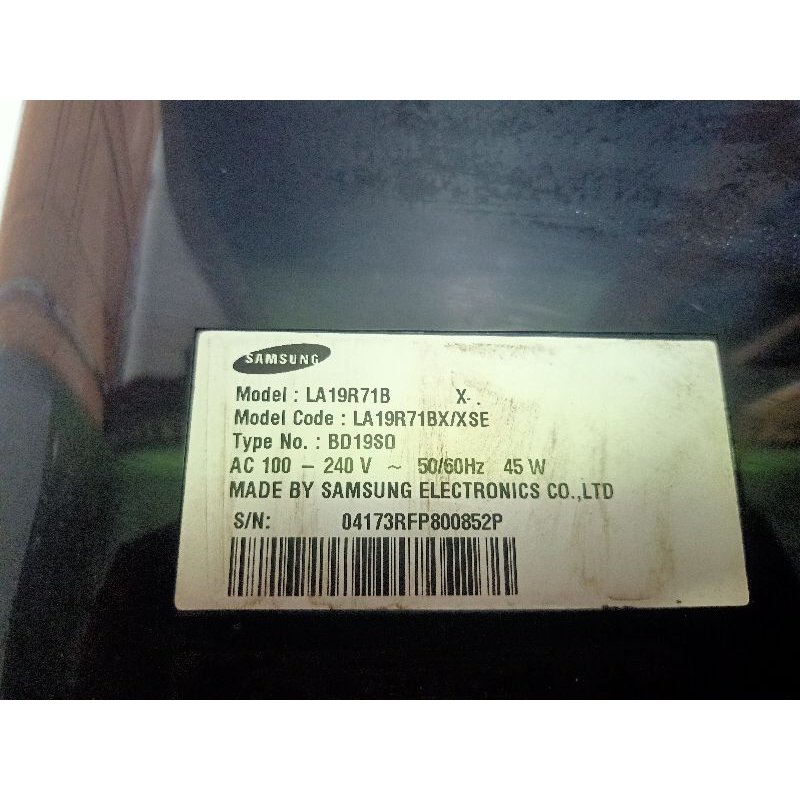 SAMSUNG
Model : LA19R71B X- .
Model Code : LA19R71BX/XSE
Type No. : BD19SO
AC 100 – 240 V ~ 50/60Hz 45 W
MADE BY SAMSUNG ELECTRONICS CO.,LTD
S/N: 04173RFP800852P